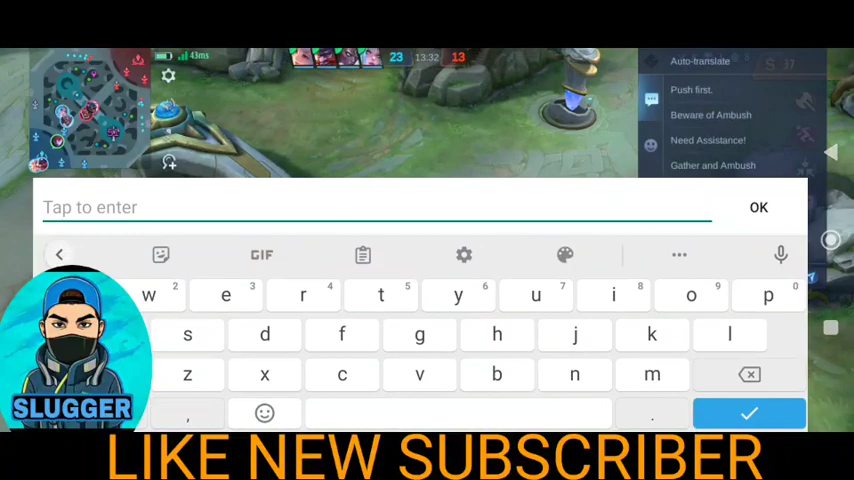 43ms
23 13:32 13
Auto-translate
$ 37
Push first.
Beware of Ambush
Need Assistance!
Gather and Ambush
Tap to enter
OK
GIF
w 2 e 3 r 4 t 5 y 6 u 7 i 8 o 9 p 0
s d f g h j k l
z x c v b n m
, .
SLUGGER
LIKE NEW SUBSCRIBER